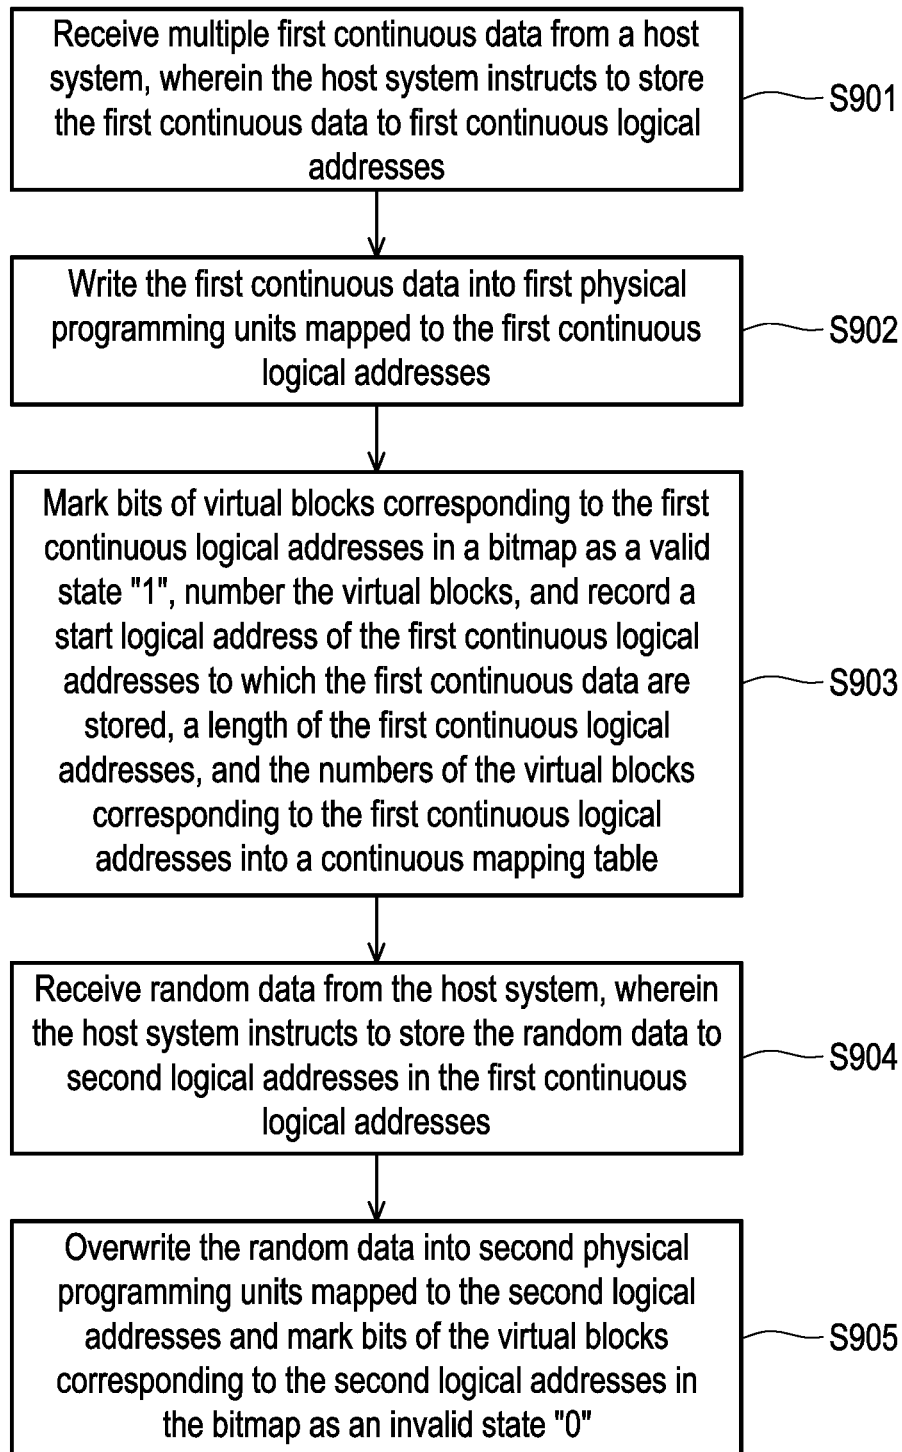 Receive multiple first continuous data from a host
system, wherein the host system instructs to store
the first continuous data to first continuous logical
addresses
S901
Write the first continuous data into first physical
programming units mapped to the first continuous
logical addresses
S902
Mark bits of virtual blocks corresponding to the first
continuous logical addresses in a bitmap as a valid
state "1", number the virtual blocks, and record a
start logical address of the first continuous logical
addresses to which the first continuous data are
stored, a length of the first continuous logical
addresses, and the numbers of the virtual blocks
corresponding to the first continuous logical
addresses into a continuous mapping table
S903
Receive random data from the host system, wherein
the host system instructs to store the random data to
second logical addresses in the first continuous
logical addresses
S904
Overwrite the random data into second physical
programming units mapped to the second logical
addresses and mark bits of the virtual blocks
corresponding to the second logical addresses in
the bitmap as an invalid state "0"
S905